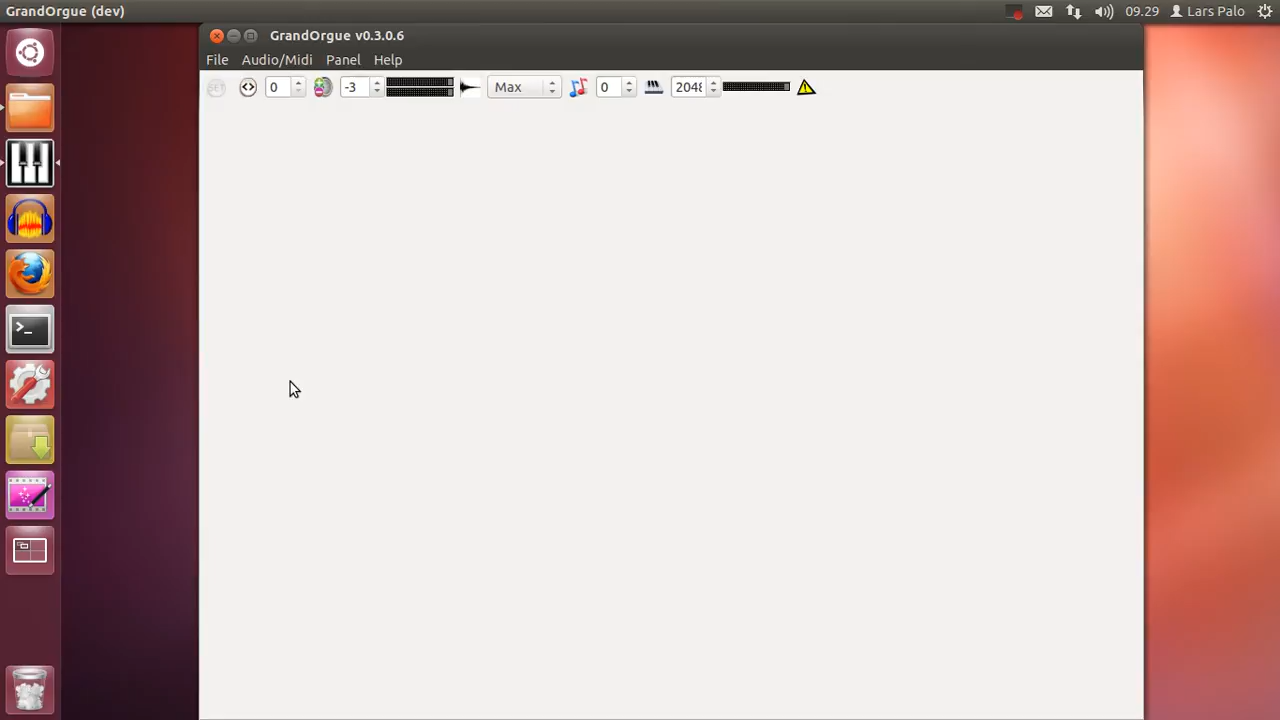 GrandOrgue (dev)
09.29 Lars Palo
GrandOrgue v0.3.0.6
File Audio/Midi Panel Help
SET 0 -3 Max 0 2048